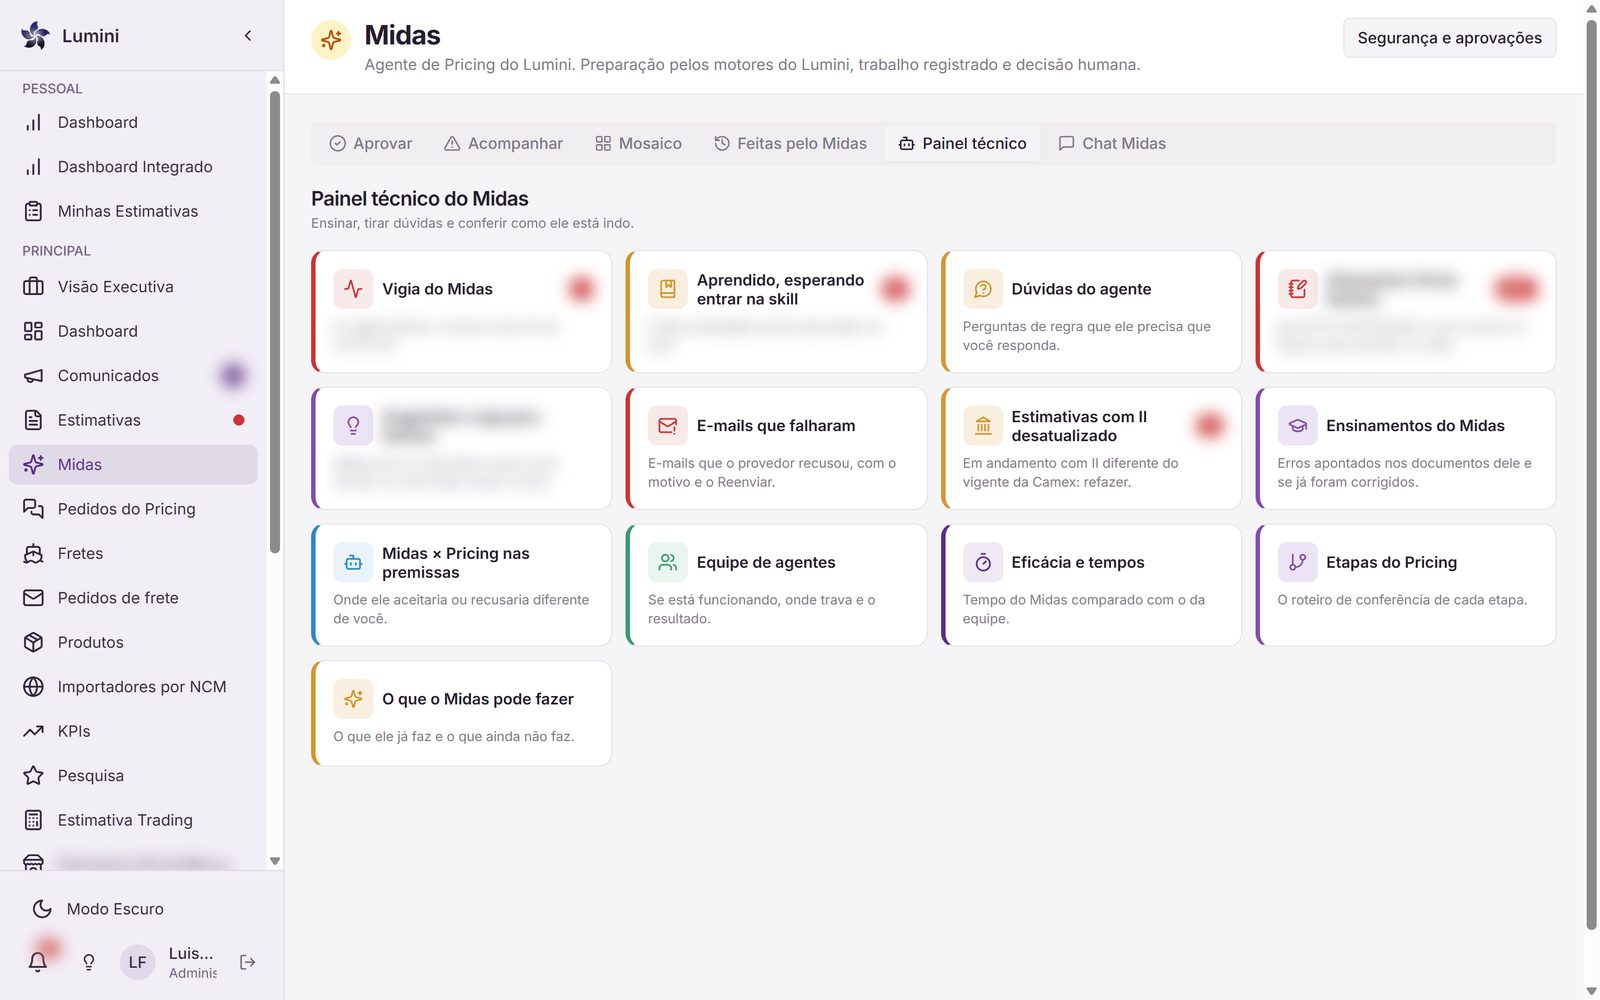 Lumini
PESSOAL
Dashboard
Dashboard Integrado
Minhas Estimativas
PRINCIPAL
Visão Executiva
Dashboard
Comunicados
Estimativas
Midas
Pedidos do Pricing
Fretes
Pedidos de frete
Produtos
Importadores por NCM
KPIs
Pesquisa
Estimativa Trading
Modo Escuro
LF
Luis...
Adminis
Midas
Agente de Pricing do Lumini. Preparação pelos motores do Lumini, trabalho registrado e decisão humana.
Segurança e aprovações
Aprovar
Acompanhar
Mosaico
Feitas pelo Midas
Painel técnico
Chat Midas
Painel técnico do Midas
Ensinar, tirar dúvidas e conferir como ele está indo.
Vigia do Midas
Aprendido, esperando
entrar na skill
Dúvidas do agente
Perguntas de regra que ele precisa que
você responda.
E-mails que falharam
E-mails que o provedor recusou, com o
motivo e o Reenviar.
Estimativas com II
desatualizado
Em andamento com II diferente do
vigente da Camex: refazer.
Ensinamentos do Midas
Erros apontados nos documentos dele e
se já foram corrigidos.
Midas × Pricing nas
premissas
Onde ele aceitaria ou recusaria diferente
de você.
Equipe de agentes
Se está funcionando, onde trava e o
resultado.
Eficácia e tempos
Tempo do Midas comparado com o da
equipe.
Etapas do Pricing
O roteiro de conferência de cada etapa.
O que o Midas pode fazer
O que ele já faz e o que ainda não faz.